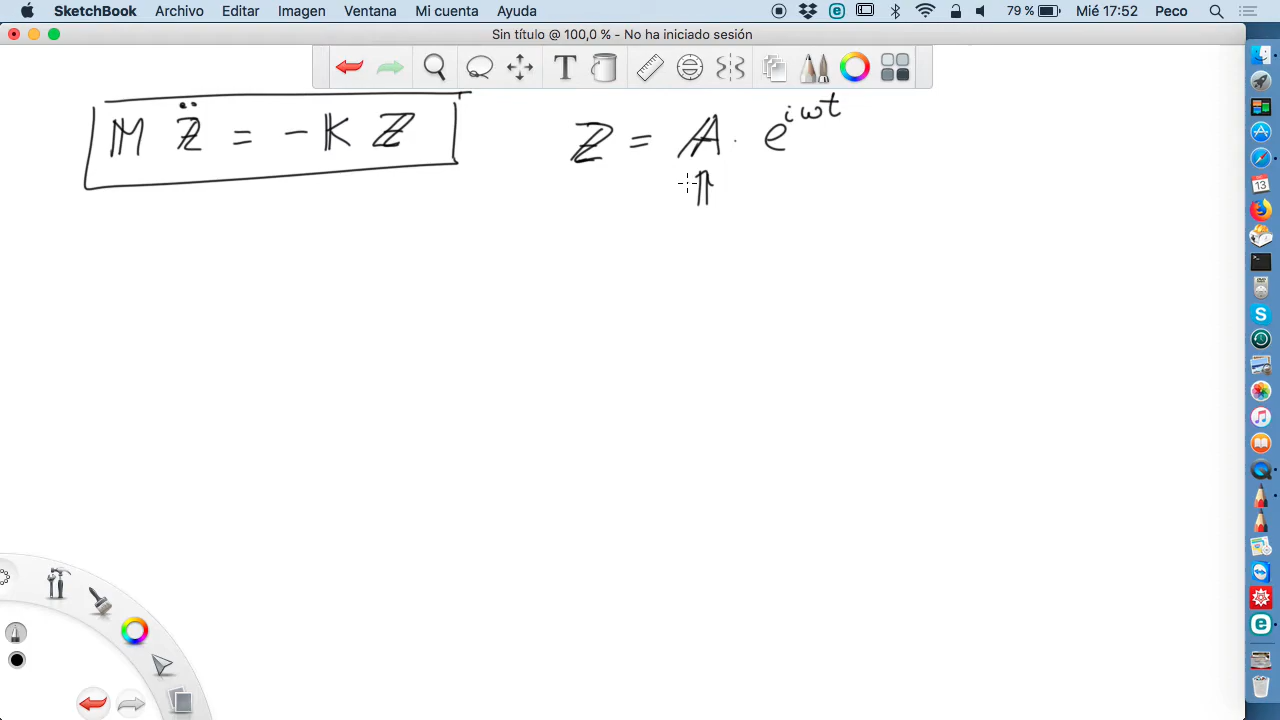 SketchBook Archivo Editar Imagen Ventana Mi cuenta Ayuda 79 % Mié 17:52 Peco
Sin título @ 100,0 % - No ha iniciado sesión
𝕄 Z̈ = - 𝕂 ℤ
ℤ = 𝔸 · e^{iωt}